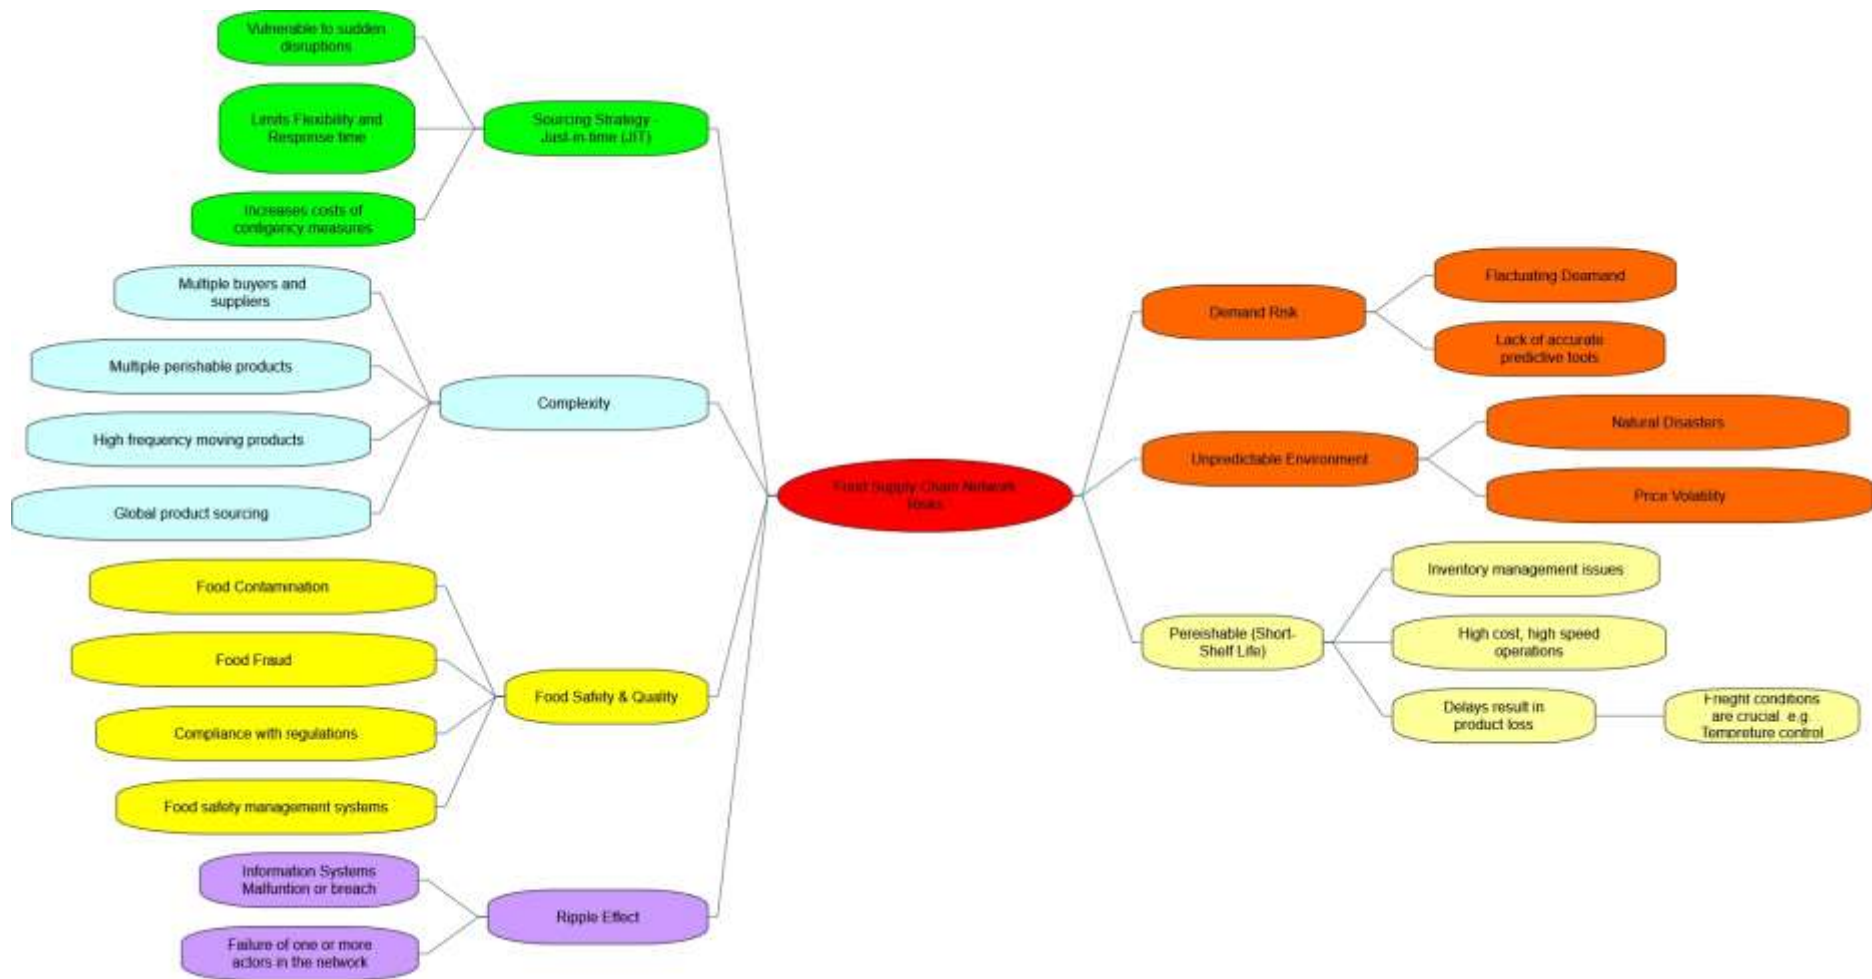 Vulnerable to sudden
disruptions
Limits Flexibility and
Response time
Increases costs of
contigency measures
Sourcing Strategy -
Just-in-time (JIT)
Multiple buyers and
suppliers
Multiple perishable products
High frequency moving products
Global product sourcing
Complexity
Food Contamination
Food Fraud
Compliance with regulations
Food safety management systems
Food Safety & Quality
Information Systems
Malfuntion or breach
Failure of one or more
actors in the network
Ripple Effect
Food Supply Chain Network
Risks
Demand Risk
Flactuating Deamand
Lack of accurate
predictive tools
Unpredictable Environment
Natural Disasters
Price Volatility
Pereishable (Short-
Shelf Life)
Inventory management issues
High cost, high speed
operations
Delays result in
product loss
Frieght conditions
are crucial e.g.
Tempreture control